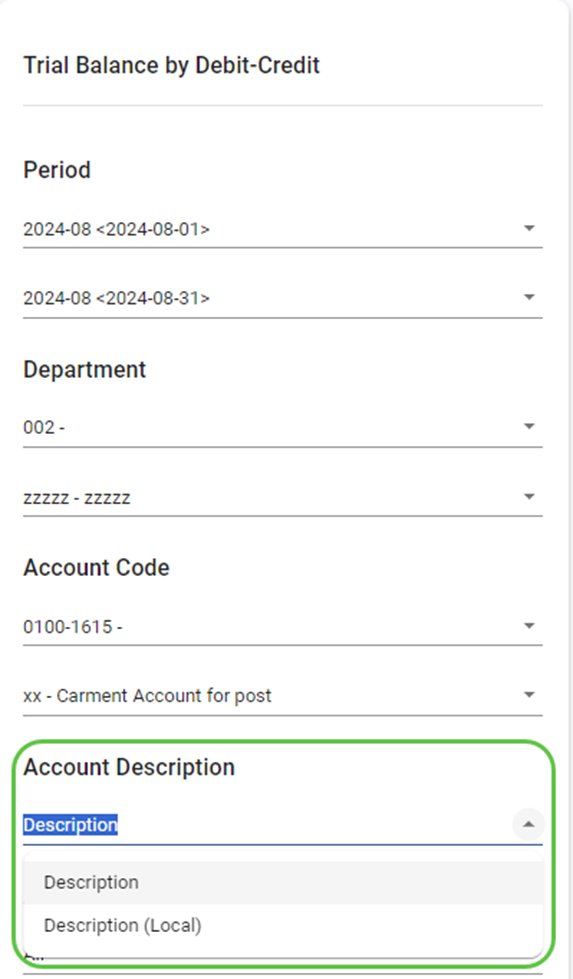 Trial Balance by Debit-Credit
Period
2024-08 <2024-08-01>
2024-08 <2024-08-31>
Department
002 -
zzzzz - zzzzz
Account Code
0100-1615 -
xx - Carment Account for post
Account Description
Description
Description
Description (Local)